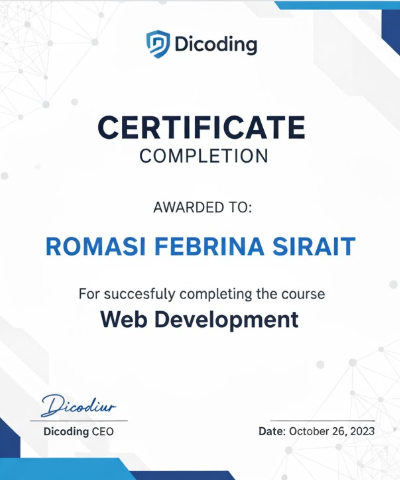 Dicoding
CERTIFICATE
COMPLETION
AWARDED TO:
ROMASI FEBRINA SIRAIT
For succesfuly completing the course
Web Development
Dicodiur
Dicoding CEO
Date: October 26, 2023